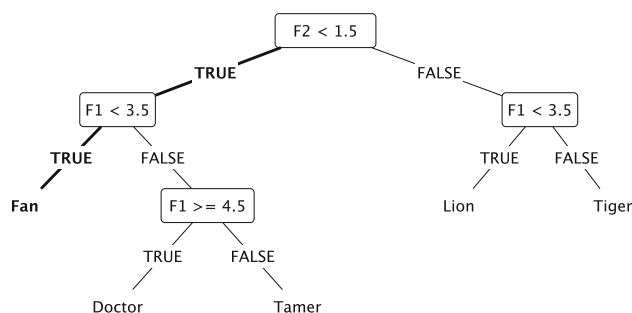 F2 < 1.5
TRUE
FALSE
F1 < 3.5
F1 < 3.5
TRUE
FALSE
TRUE
FALSE
Fan
F1 >= 4.5
Lion
Tiger
TRUE
FALSE
Doctor
Tamer